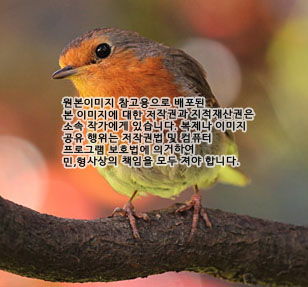 원본이미지 참고용으로 배포된
본 이미지에 대한 저작권과 지적재산권은
소속 작가에게 있습니다. 복제나 이미지
공유 행위는 저작권법 및 컴퓨터
프로그램 보호법에 의거하여
민,형사상의 책임을 모두 져야 합니다.